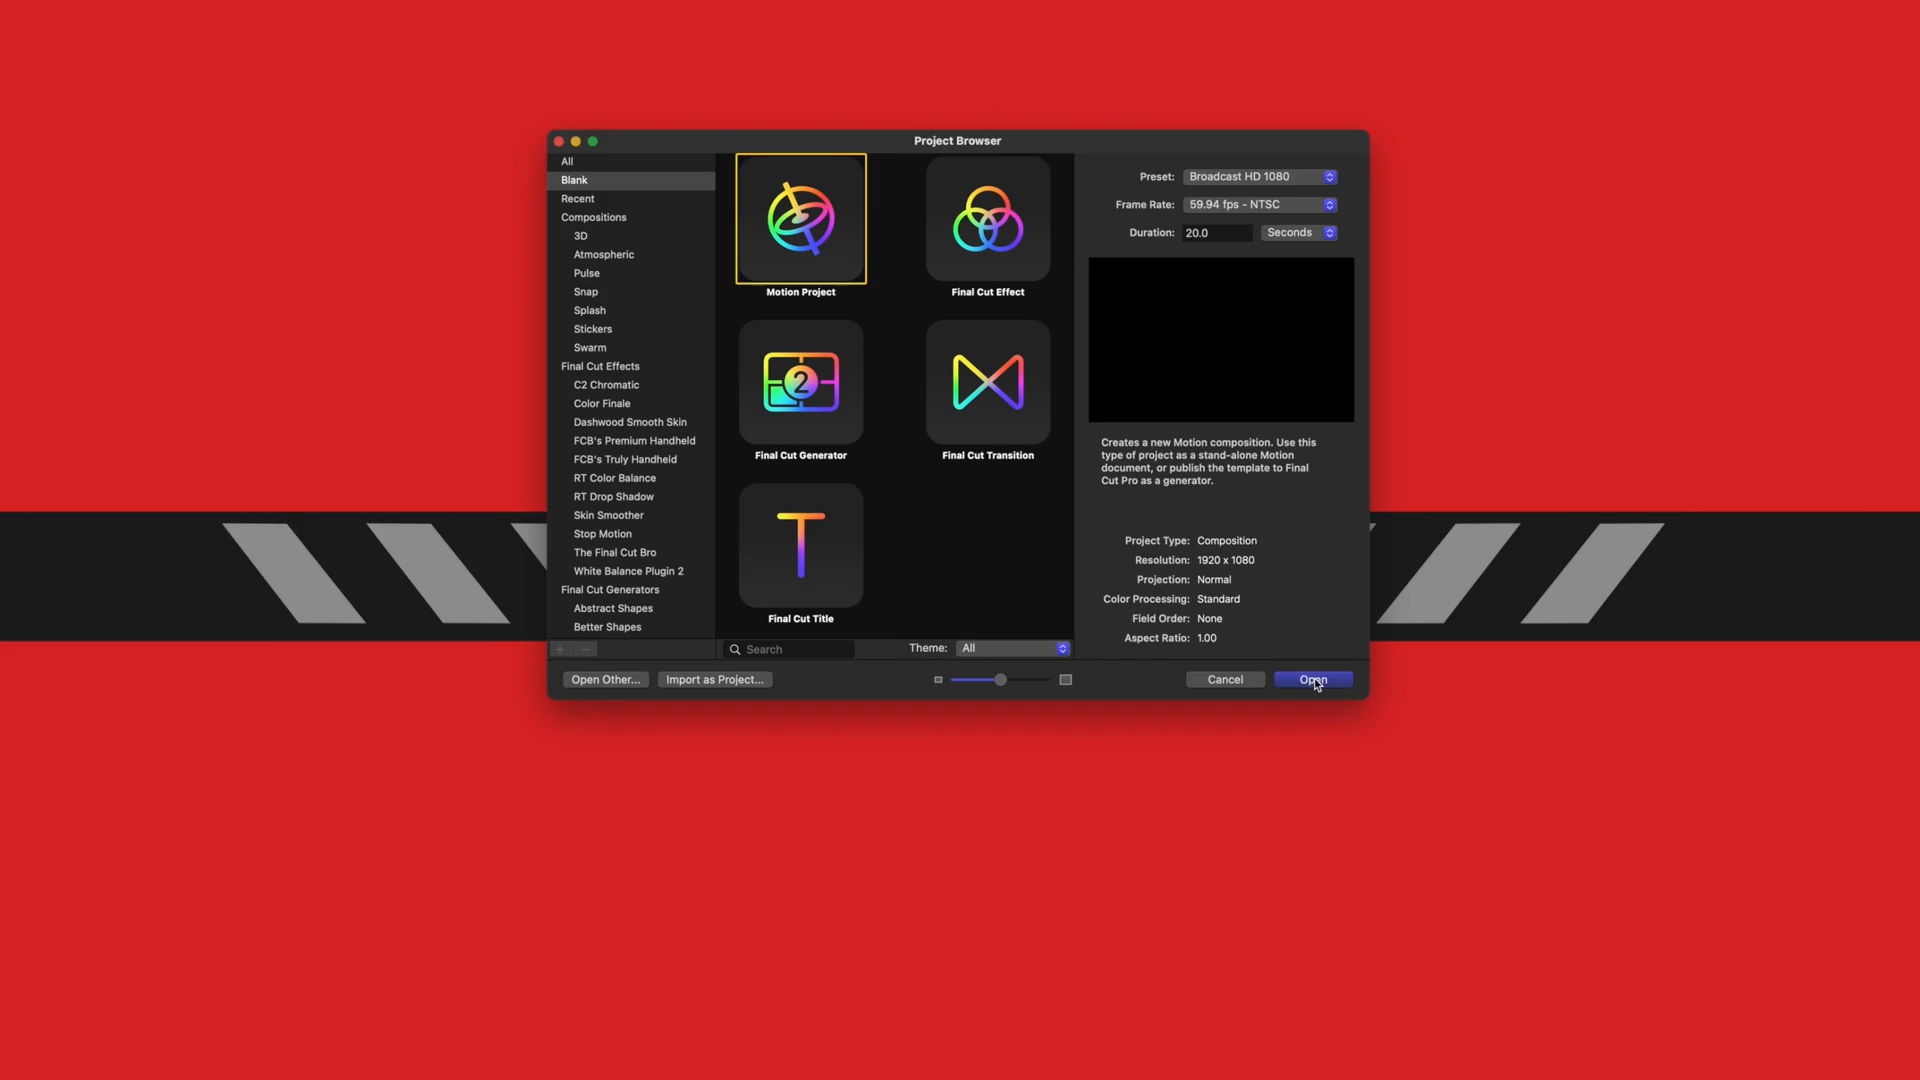 Project Browser
All
Blank
Recent
Compositions
3D
Atmospheric
Pulse
Snap
Splash
Stickers
Swarm
Final Cut Effects
C2 Chromatic
Color Finale
Dashwood Smooth Skin
FCB's Premium Handheld
FCB's Truly Handheld
RT Color Balance
RT Drop Shadow
Skin Smoother
Stop Motion
The Final Cut Bro
White Balance Plugin 2
Final Cut Generators
Abstract Shapes
Better Shapes
Motion Project
Final Cut Effect
2
Final Cut Generator
Final Cut Transition
T
Final Cut Title
Search
Theme: All
Preset: Broadcast HD 1080
Frame Rate: 59.94 fps - NTSC
Duration: 20.0 Seconds
Creates a new Motion composition. Use this
type of project as a stand-alone Motion
document, or publish the template to Final
Cut Pro as a generator.
Project Type: Composition
Resolution: 1920 x 1080
Projection: Normal
Color Processing: Standard
Field Order: None
Aspect Ratio: 1.00
Open Other...
Import as Project...
Cancel
Open